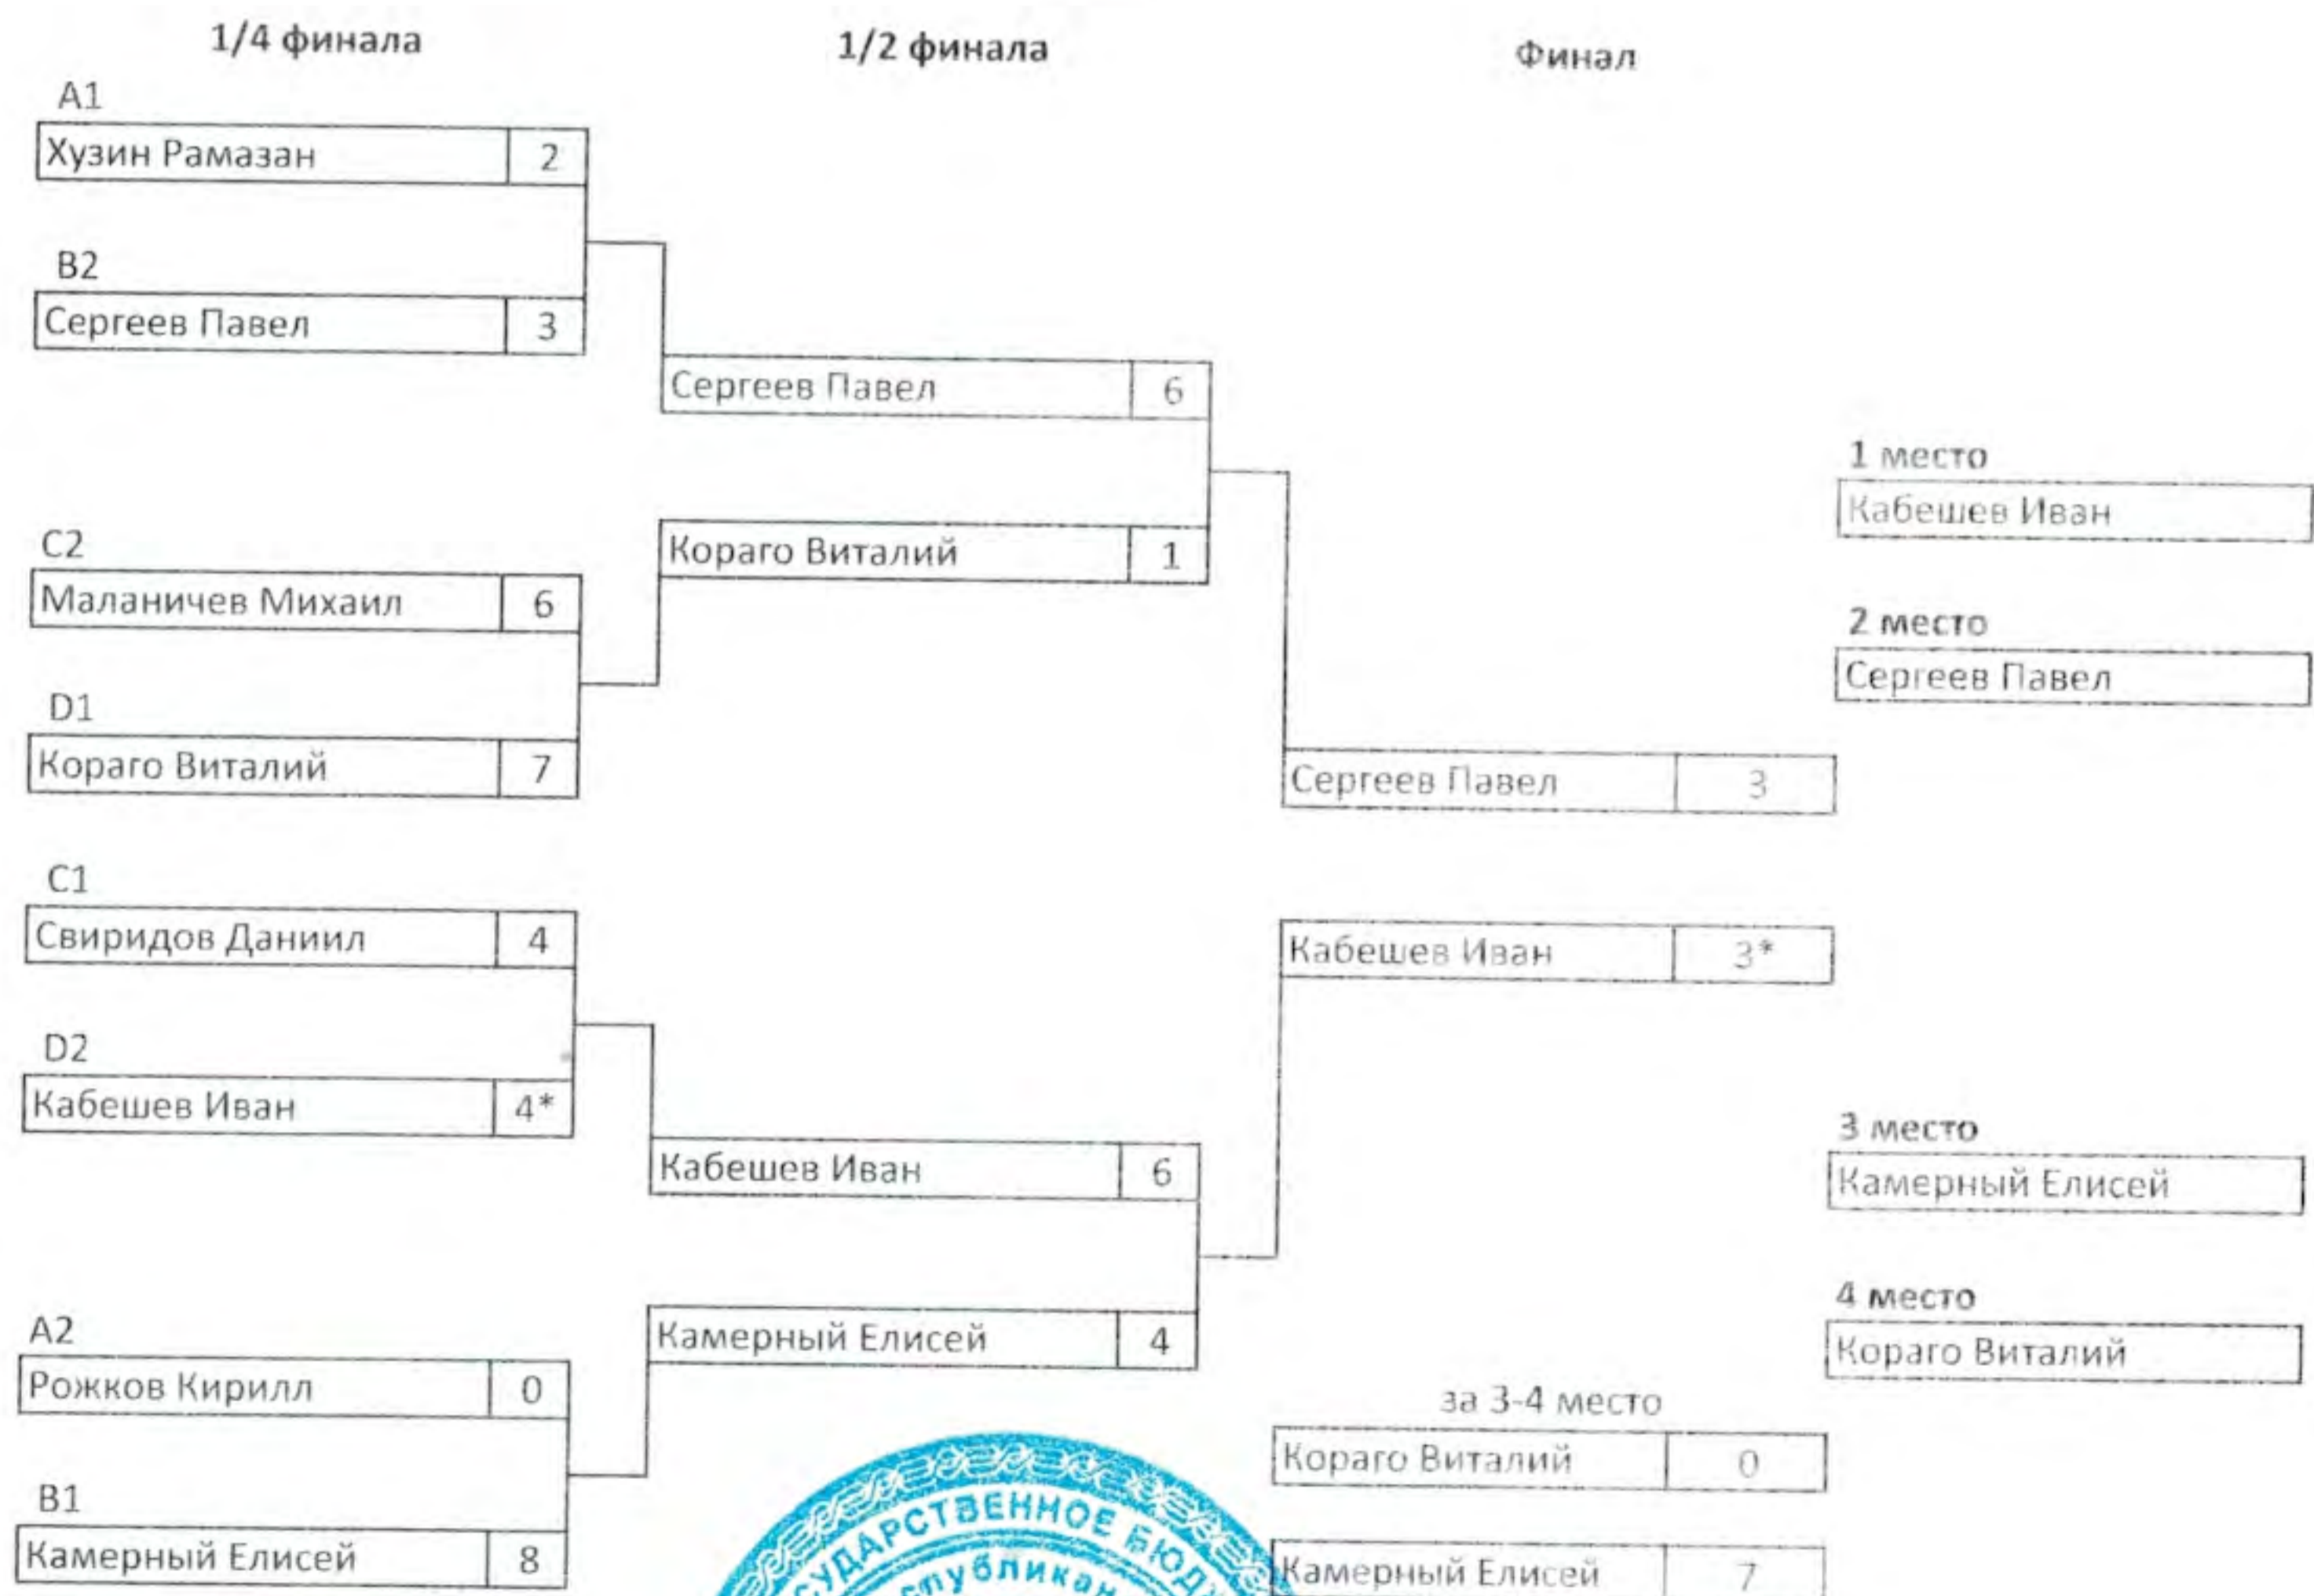 1/4 финала
1/2 финала
Финал
A1
Хузин Рамазан 2
B2
Сергеев Павел 3
Сергеев Павел 6
Кораго Виталий 1
C2
Маланичев Михаил 6
D1
Кораго Виталий 7
1 место
Кабешев Иван
2 место
Сергеев Павел
Сергеев Павел 3
C1
Свиридов Даниил 4
Кабешев Иван 3*
D2
Кабешев Иван 4*
Кабешев Иван 6
Камерный Елисей 4
3 место
Камерный Елисей
4 место
Кораго Виталий
A2
Рожков Кирилл 0
B1
Камерный Елисей 8
за 3-4 место
Кораго Виталий 0
Камерный Елисей 7
СУДАРСТВЕННОЕ БЮДЖ
спубликан